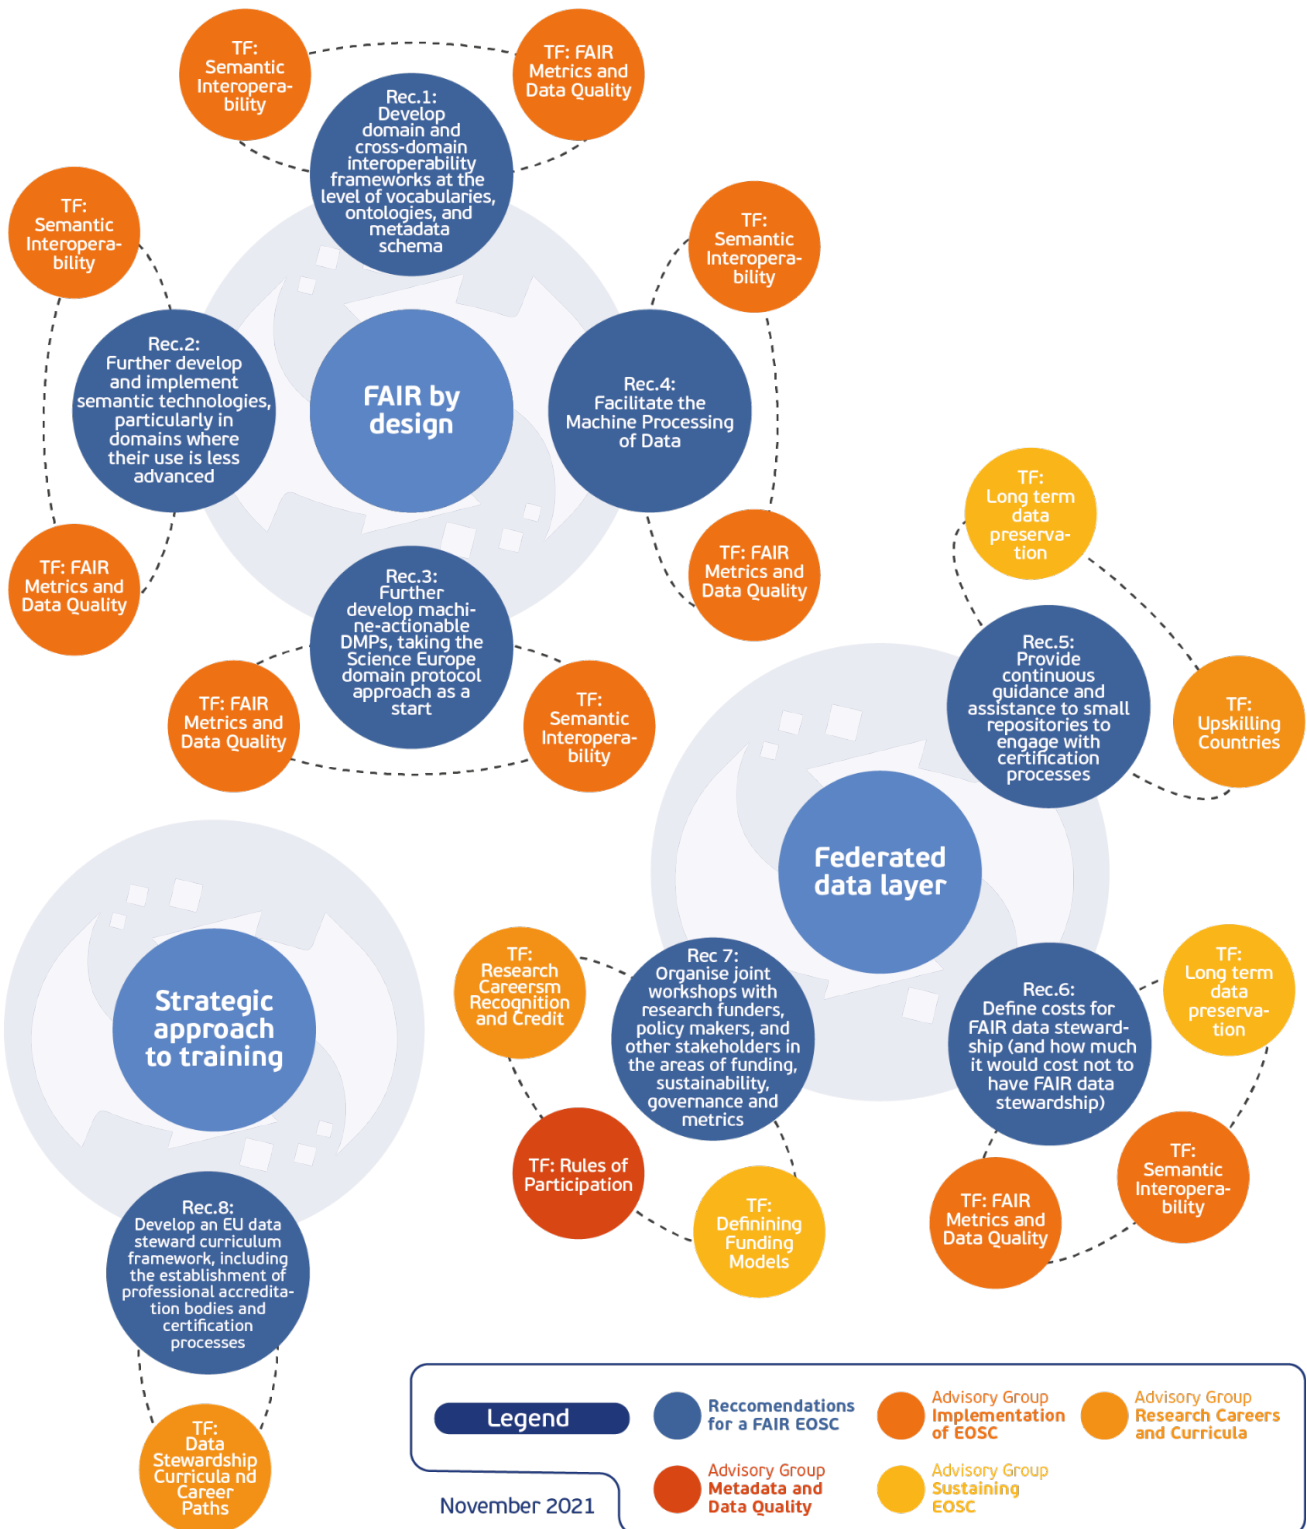 TF:
Semantic
Interopera-
bility
TF: FAIR
Metrics and
Data Quality
Rec.1:
Develop
domain and
cross-domain
interoperability
frameworks at the
level of vocabularies,
ontologies, and
metadata
schema
TF:
Semantic
Interopera-
bility
TF:
Semantic
Interopera-
bility
Rec.2:
Further develop
and implement
semantic technologies,
particularly in
domains where
their use is less
advanced
FAIR by
design
Rec.4:
Facilitate the
Machine Processing
of Data
TF: FAIR
Metrics and
Data Quality
TF: FAIR
Metrics and
Data Quality
Rec.3:
Further
develop machi-
ne-actionable
DMPs, taking the
Science Europe
domain protocol
approach as a
start
TF: FAIR
Metrics and
Data Quality
TF:
Semantic
Interopera-
bility
TF:
Long term
data
preserva-
tion
Rec.5:
Provide
continuous
guidance and
assistance to small
repositories to
engage with
certification
processes
TF:
Upskilling
Countries
Federated
data layer
TF:
Research
Careersm
Recognition
and Credit
Rec 7:
Organise joint
workshops with
research funders,
policy makers, and
other stakeholders in
the areas of funding,
sustainability,
governance and
metrics
Rec.6:
Define costs for
FAIR data steward-
ship (and how much
it would cost not to
have FAIR data
stewardship)
TF:
Long term
data
preserva-
tion
TF: Rules of
Participation
TF:
Definining
Funding
Models
TF: FAIR
Metrics and
Data Quality
TF:
Semantic
Interopera-
bility
Strategic
approach
to training
Rec.8:
Develop an EU data
steward curriculum
framework, including
the establishment of
professional accredita-
tion bodies and
certification
processes
TF:
Data
Stewardship
Curricula nd
Career
Paths
Legend
November 2021
Reccomendations
for a FAIR EOSC
Advisory Group
Implementation
of EOSC
Advisory Group
Research Careers
and Curricula
Advisory Group
Metadata and
Data Quality
Advisory Group
Sustaining
EOSC